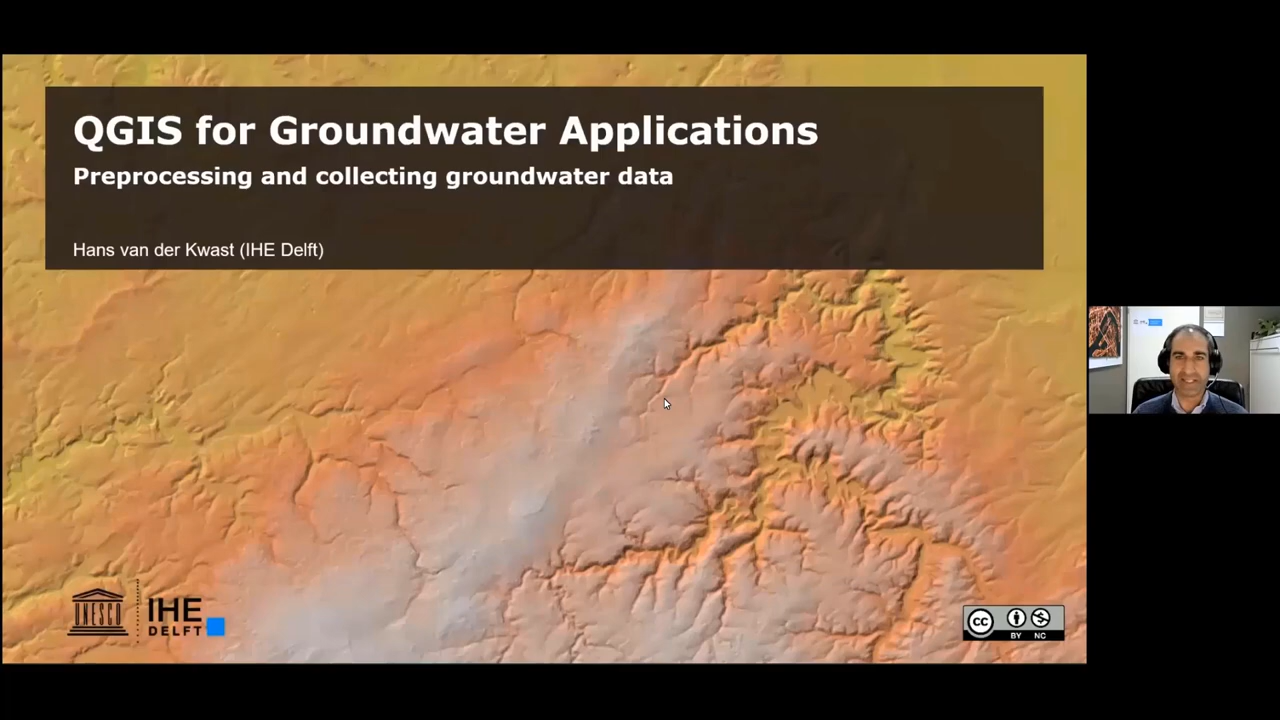 QGIS for Groundwater Applications
Preprocessing and collecting groundwater data
Hans van der Kwast (IHE Delft)
UNESCO
IHE
DELFT
cc
BY NC